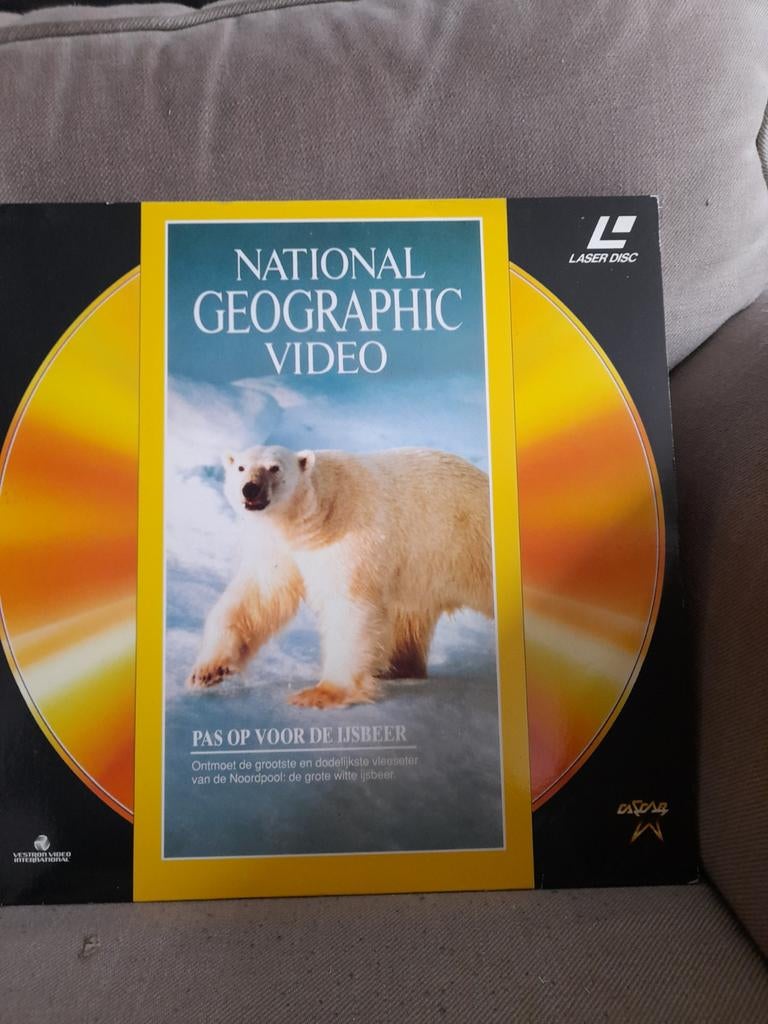 NATIONAL
GEOGRAPHIC
VIDEO
LASER DISC
PAS OP VOOR DE IJSBEER
Ontmoet de grootste en dodelijkste vleeseter
van de Noordpool: de grote witte ijsbeer.
VESTRON VIDEO
INTERNATIONAL